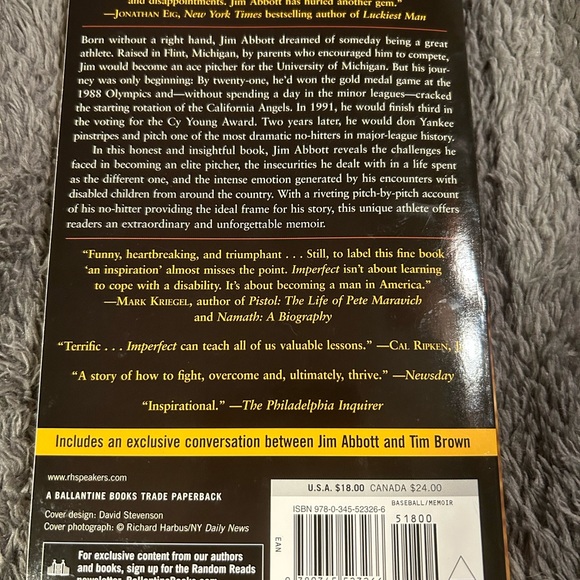 and disappointments. Jim Abbott has hurled another gem."
—JONATHAN EIG, New York Times bestselling author of Luckiest Man
Born without a right hand, Jim Abbott dreamed of someday being a great
athlete. Raised in Flint, Michigan, by parents who encouraged him to compete,
Jim would become an ace pitcher for the University of Michigan. But his jour-
ney was only beginning: By twenty-one, he'd won the gold medal game at the
1988 Olympics and—without spending a day in the minor leagues—cracked
the starting rotation of the California Angels. In 1991, he would finish third in
the voting for the Cy Young Award. Two years later, he would don Yankee
pinstripes and pitch one of the most dramatic no-hitters in major-league history.
In this honest and insightful book, Jim Abbott reveals the challenges he
faced in becoming an elite pitcher, the insecurities he dealt with in a life spent
as the different one, and the intense emotion generated by his encounters with
disabled children from around the country. With a riveting pitch-by-pitch account
of his no-hitter providing the ideal frame for his story, this unique athlete offers
readers an extraordinary and unforgettable memoir.
"Funny, heartbreaking, and triumphant . . . Still, to label this fine book
'an inspiration' almost misses the point. Imperfect isn't about learning
to cope with a disability. It's about becoming a man in America."
—MARK KRIEGEL, author of Pistol: The Life of Pete Maravich
and Namath: A Biography
"Terrific . . . Imperfect can teach all of us valuable lessons." —CAL RIPKEN,
"A story of how to fight, overcome and, ultimately, thrive." —Newsday
"Inspirational." —The Philadelphia Inquirer
Includes an exclusive conversation between Jim Abbott and Tim Brown
www.rhspeakers.com
A BALLANTINE BOOKS TRADE PAPERBACK
Cover design: David Stevenson
Cover photograph: © Richard Harbus/NY Daily News
For exclusive content from our authors
and books, sign up for the Random Reads
U.S.A. $18.00 CANADA $24.00
BASEBALL/MEMOIR
ISBN 978-0-345-52326-6
51800
EAN